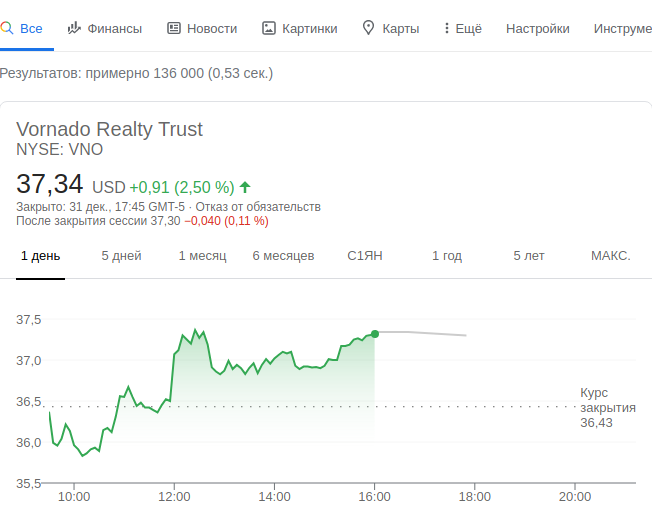 Все Финансы Новости Картинки Карты Ещё Настройки Инструме
Результатов: примерно 136 000 (0,53 сек.)
Vornado Realty Trust
NYSE: VNO
37,34 USD +0,91 (2,50 %)
Закрыто: 31 дек., 17:45 GMT-5 · Отказ от обязательств
После закрытия сессии 37,30 −0,040 (0,11 %)
1 день 5 дней 1 месяц 6 месяцев С1ЯН 1 год 5 лет МАКС.
37,5
37,0
36,5
36,0
35,5
Курс
закрытия
36,43
10:00 12:00 14:00 16:00 18:00 20:00